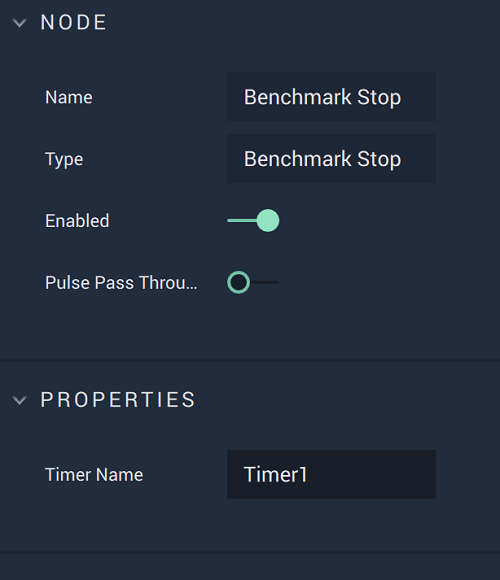 NODE
Name Benchmark Stop
Type Benchmark Stop
Enabled
Pulse Pass Throu...
PROPERTIES
Timer Name Timer1